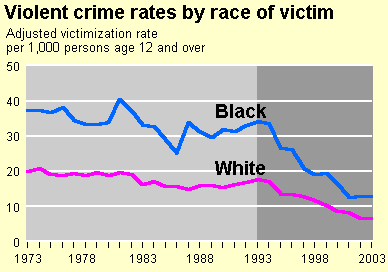 Violent crime rates by race of victim
Adjusted victimization rate
per 1,000 persons age 12 and over
50
40
Black
30
20
White
10
0
1973 1978 1983 1988 1993 1998 2003